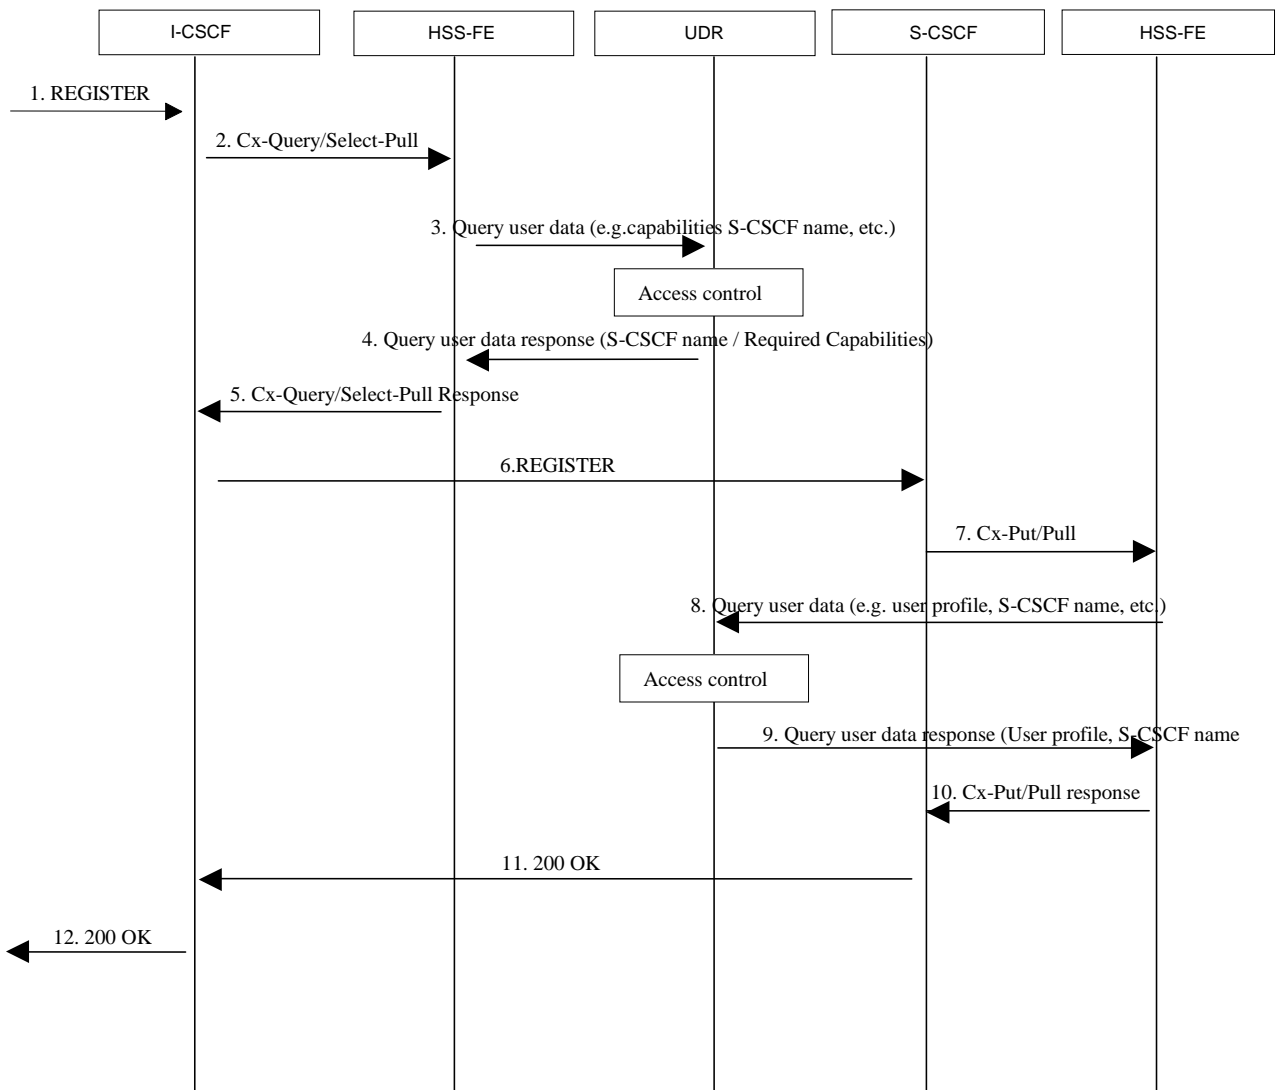 I-CSCF
HSS-FE
UDR
S-CSCF
HSS-FE
1. REGISTER
2. Cx-Query/Select-Pull
3. Query user data (e.g.capabilities S-CSCF name, etc.)
Access control
4. Query user data response (S-CSCF name / Required Capabilities)
5. Cx-Query/Select-Pull Response
6.REGISTER
7. Cx-Put/Pull
8. Query user data (e.g. user profile, S-CSCF name, etc.)
Access control
9. Query user data response (User profile, S-CSCF name
10. Cx-Put/Pull response
11. 200 OK
12. 200 OK